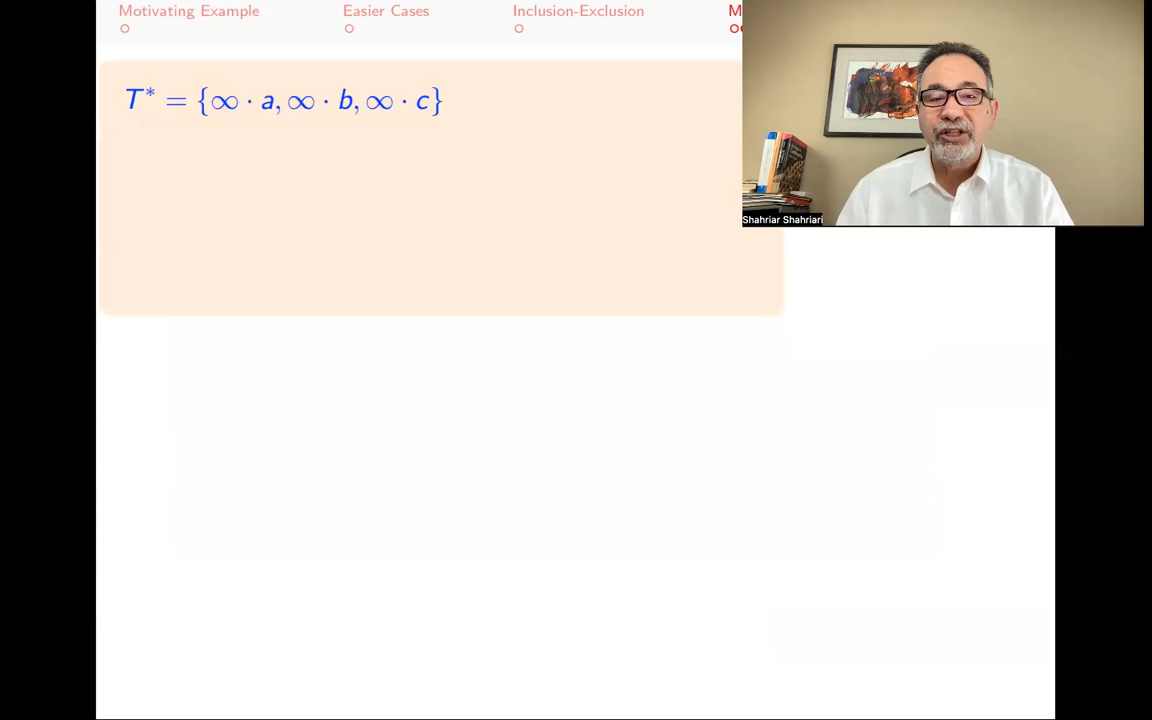 Motivating Example Easier Cases Inclusion-Exclusion M
T* = {∞ · a, ∞ · b, ∞ · c}
Shahriar Shahriari